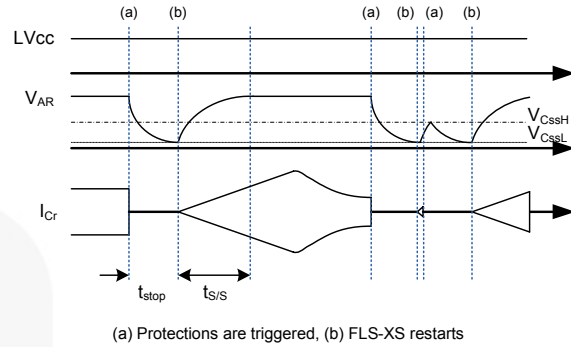 (a) (b) (a) (b) (a) (b)
LVcc
VAR
VCssH
VCssL
ICr
tstop tS/S
(a) Protections are triggered, (b) FLS-XS restarts